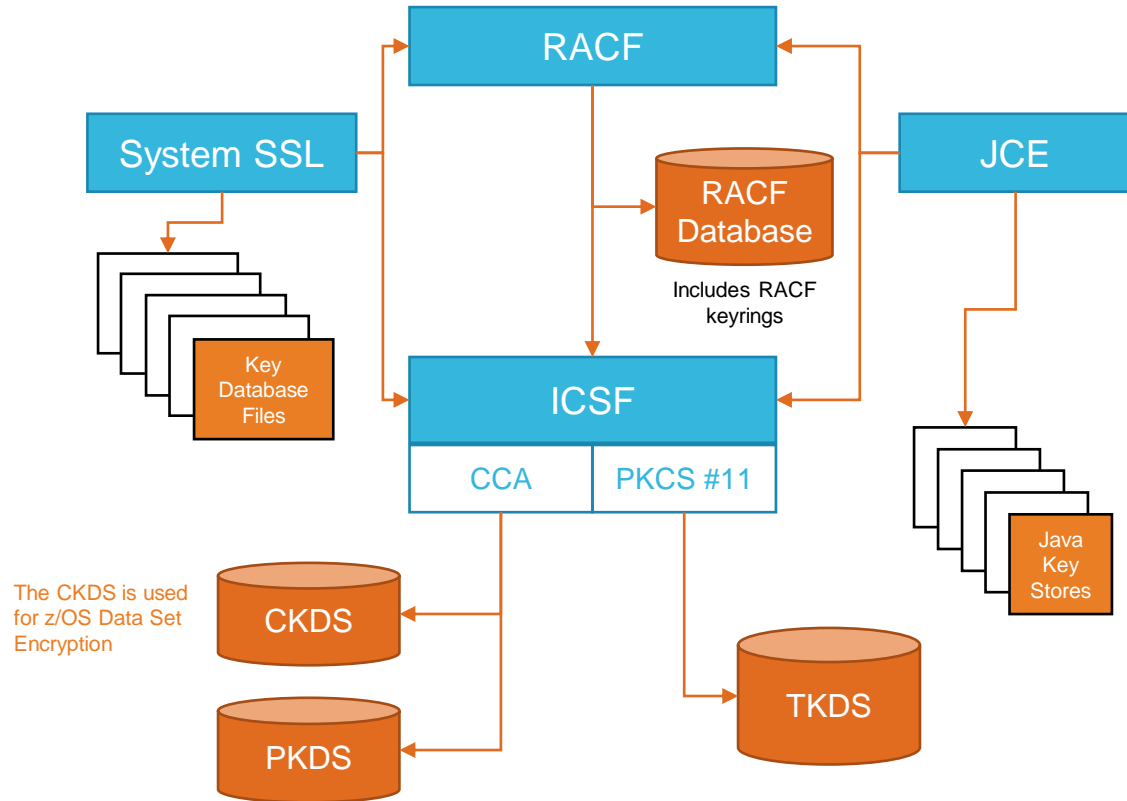 RACF
System SSL
JCE
RACF
Database
Includes RACF
keyrings
Key
Database
Files
ICSF
CCA
PKCS #11
Java
Key
Stores
The CKDS is used
for z/OS Data Set
Encryption
CKDS
TKDS
PKDS